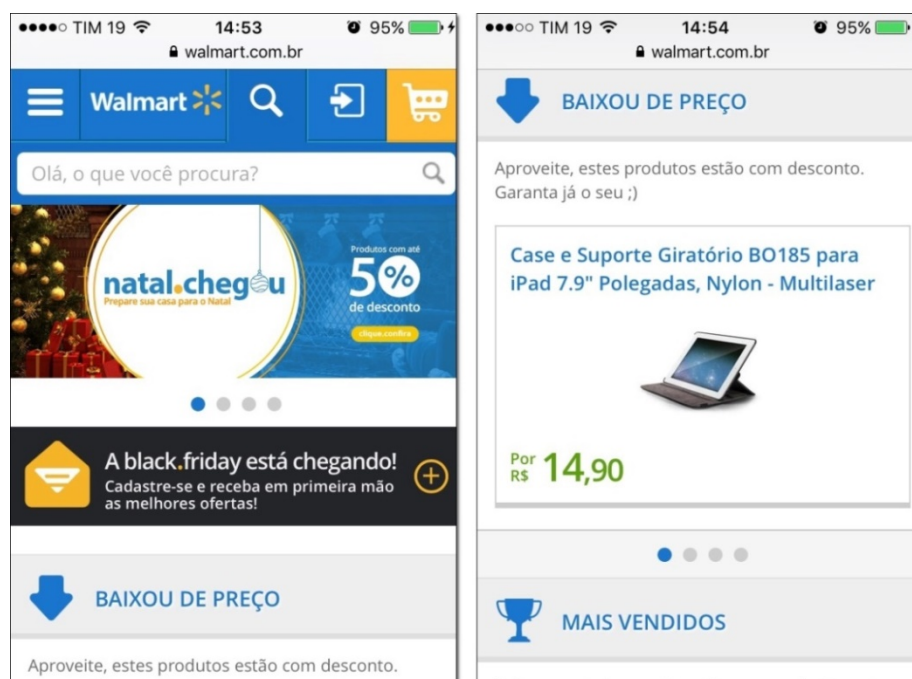 TIM 19 14:53 95%
walmart.com.br
Walmart
Olá, o que você procura?
natal.chegou
Prepare sua casa para o Natal
Produtos com até
50%
de desconto
clique.confira
A black.friday está chegando!
Cadastre-se e receba em primeira mão
as melhores ofertas!
BAIXOU DE PREÇO
Aproveite, estes produtos estão com desconto.
TIM 19 14:54 95%
walmart.com.br
BAIXOU DE PREÇO
Aproveite, estes produtos estão com desconto.
Garanta já o seu ;)
Case e Suporte Giratório BO185 para
iPad 7.9" Polegadas, Nylon - Multilaser
Por
R$ 14,90
MAIS VENDIDOS